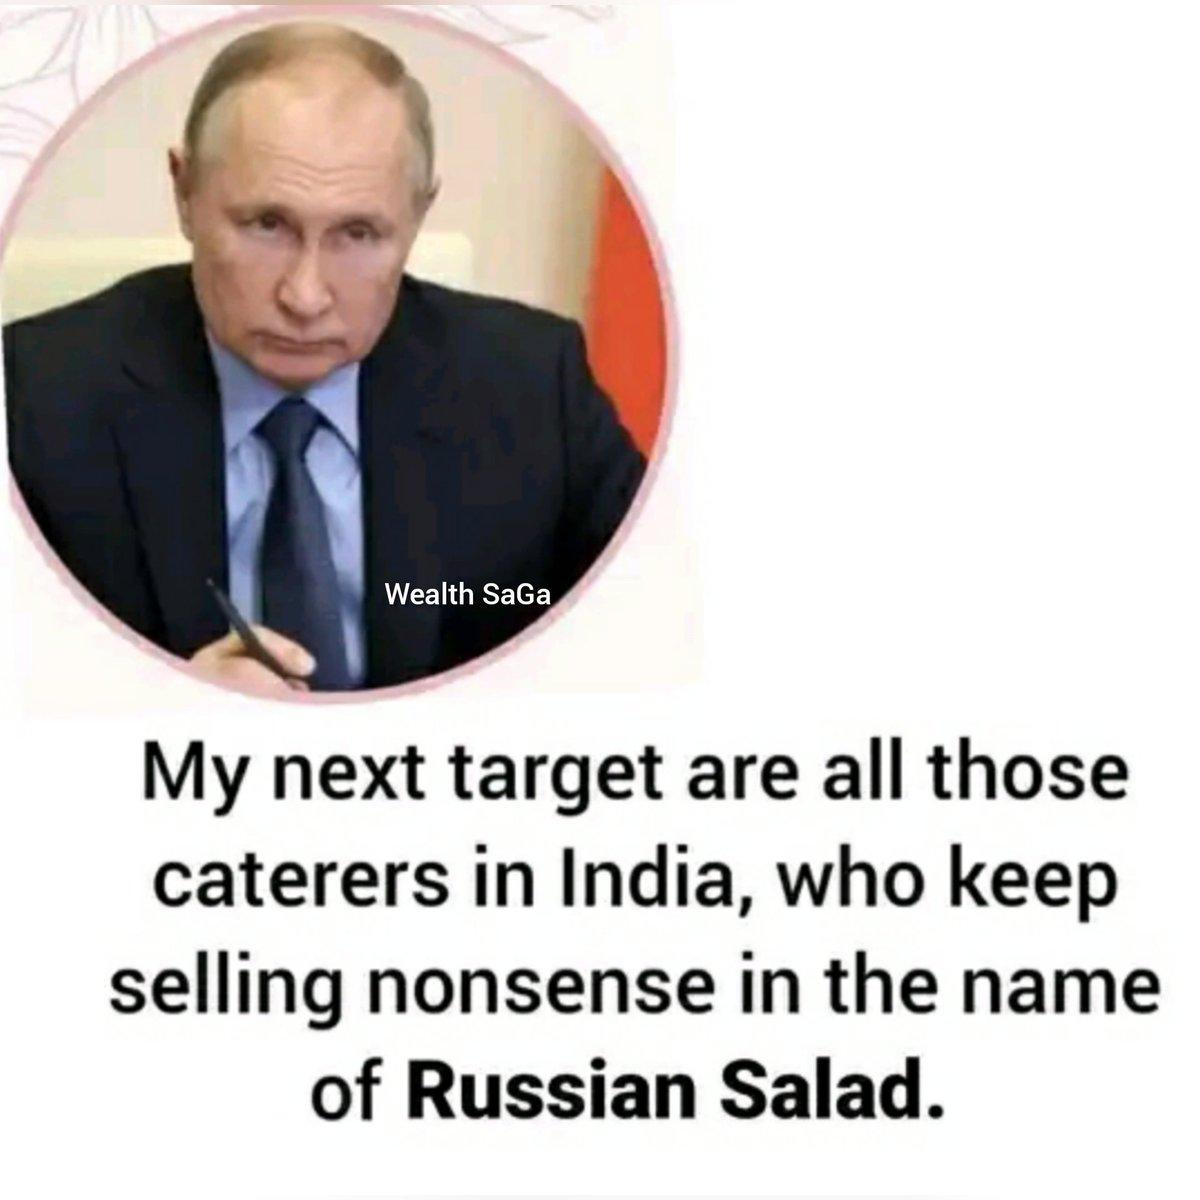 Wealth SaGa
My next target are all those
caterers in India, who keep
selling nonsense in the name
of Russian Salad.